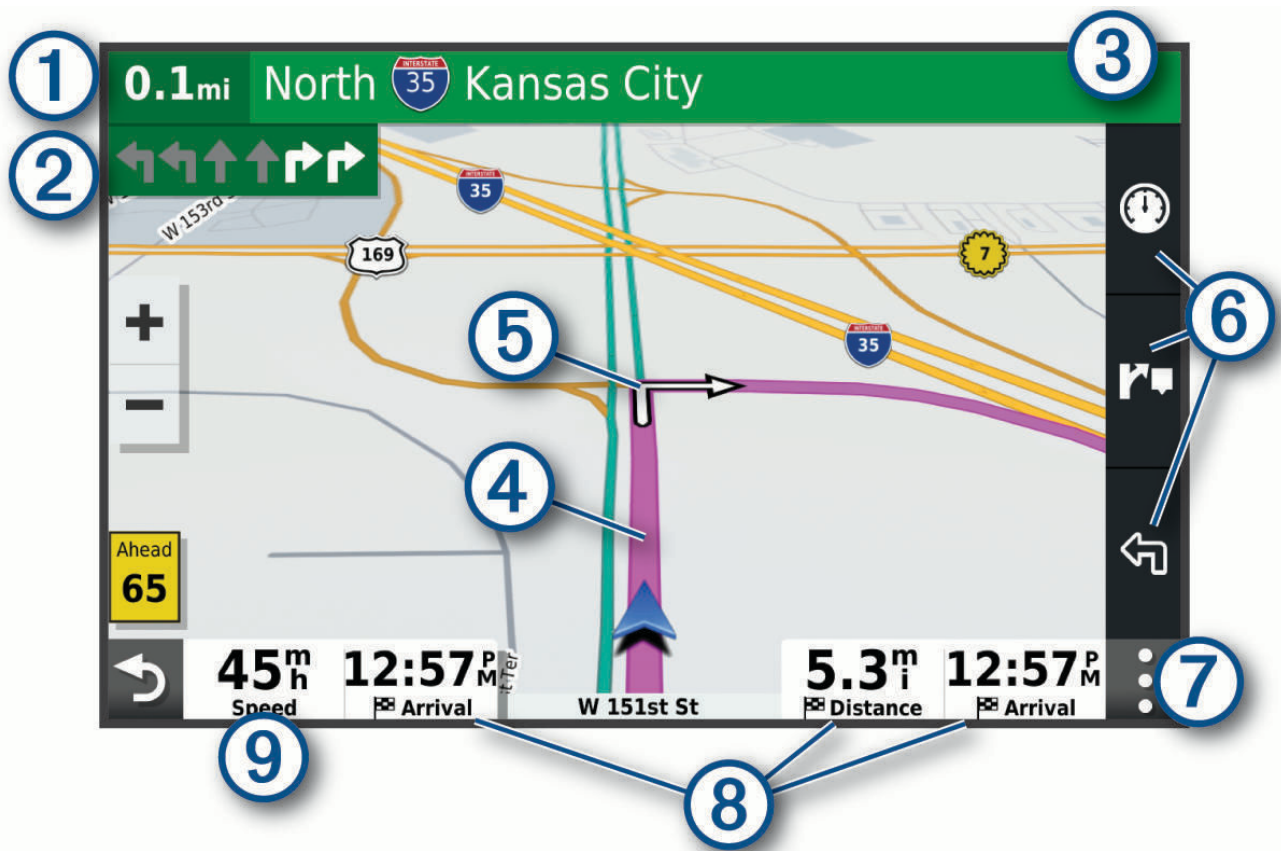 1
0.1mi North INTERSTATE 35 Kansas City
3
2
W 153rd
INTERSTATE
35
169
7
5
INTERSTATE
35
6
4
Ahead
65
45mh
Speed
12:57PM
Arrival
t Ter
W 151st St
5.3mi
Distance
12:57PM
Arrival
7
9
8